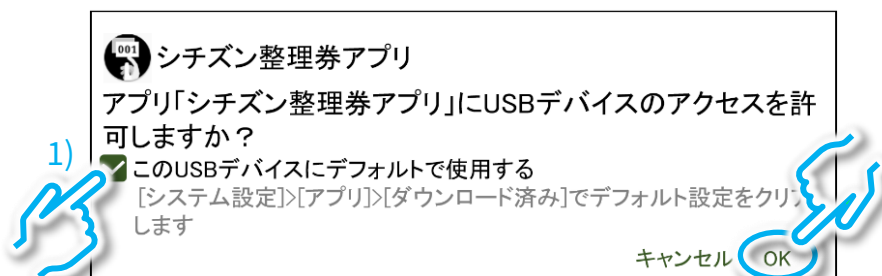 001
シチズン整理券アプリ
アプリ「シチズン整理券アプリ」にUSBデバイスのアクセスを許
可しますか？
1)
このUSBデバイスにデフォルトで使用する
[システム設定]>[アプリ]>[ダウンロード済み]でデフォルト設定をクリア
します
キャンセル OK